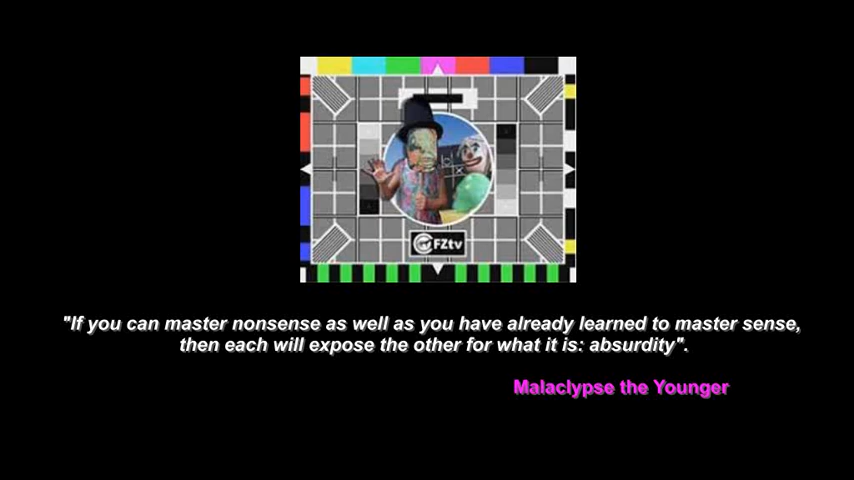 FZtv
"If you can master nonsense as well as you have already learned to master sense,
then each will expose the other for what it is: absurdity".
Malaclypse the Younger